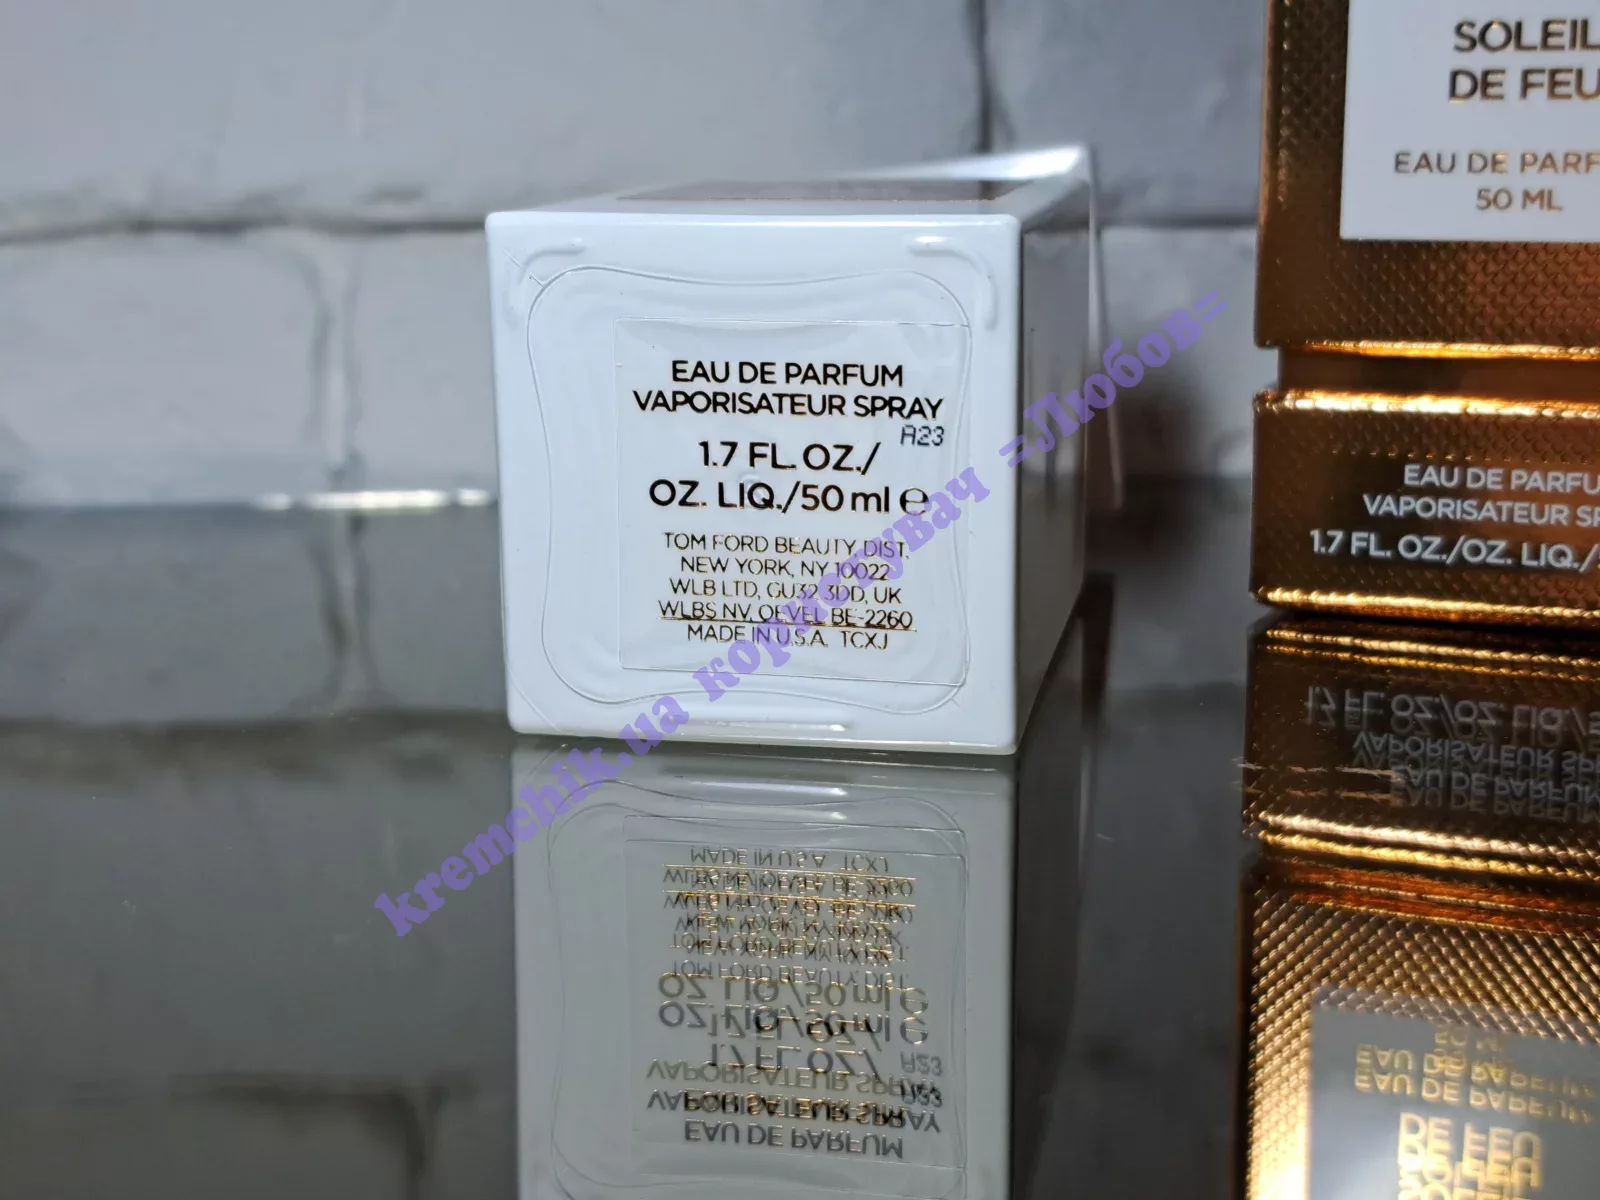 EAU DE PARFUM
VAPORISATEUR SPRAY
A23
1.7 FL. OZ./
OZ. LIQ./50 ml ℮
TOM FORD BEAUTY, DIST.
NEW YORK, NY 10022
WLB LTD, GU32 3DD, UK
WLBS NV, OEVEL BE-2260
MADE IN U.S.A. TCXJ
SOLEIL
DE FEU
EAU DE PARF
50 ML
EAU DE PARFU
VAPORISATEUR SP
1.7 FL. OZ./OZ. LIQ./
kremchik.ua користувач =Любов=